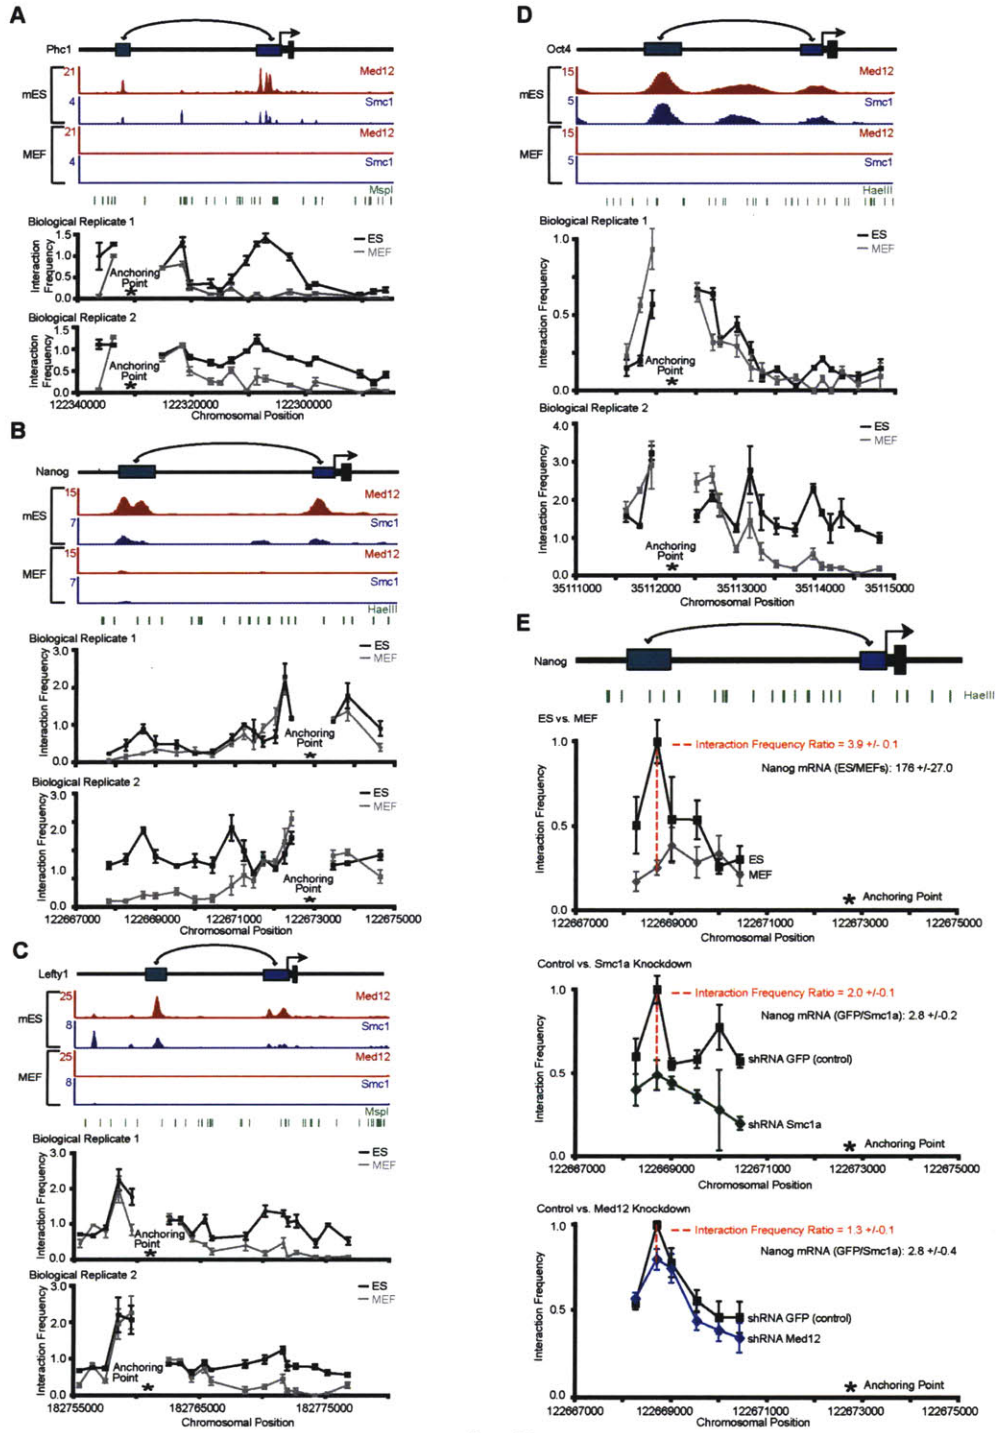 A
Phc1
21
Med12
mES
4
Smc1
21
Med12
MEF
4
Smc1
MspI
Biological Replicate 1
Interaction Frequency
1.5
1.0
0.5
0.0
ES
MEF
Anchoring
Point
*
Biological Replicate 2
Interaction Frequency
1.5
1.0
0.5
0.0
ES
MEF
Anchoring
Point
*
122340000 122320000 122300000
Chromosomal Position
B
Nanog
15
Med12
mES
7
Smc1
15
Med12
MEF
7
Smc1
HaeIII
Biological Replicate 1
Interaction Frequency
3.0
2.0
1.0
0.0
ES
MEF
Anchoring
Point
*
Biological Replicate 2
Interaction Frequency
3.0
2.0
1.0
0.0
ES
MEF
Anchoring
Point
*
122667000 122669000 122671000 122673000 122675000
Chromosomal Position
C
Lefty1
25
Med12
mES
8
Smc1
25
Med12
MEF
8
Smc1
MspI
Biological Replicate 1
Interaction Frequency
3.0
2.0
1.0
0.0
ES
MEF
Anchoring
Point
*
Biological Replicate 2
Interaction Frequency
3.0
2.0
1.0
0.0
ES
MEF
Anchoring
Point
*
182755000 182765000 182775000
Chromosomal Position
D
Oct4
15
Med12
mES
5
Smc1
15
Med12
MEF
5
Smc1
HaeIII
Biological Replicate 1
Interaction Frequency
1.0
0.5
0.0
ES
MEF
Anchoring
Point
*
Biological Replicate 2
Interaction Frequency
4.0
3.0
2.0
1.0
0.0
ES
MEF
Anchoring
Point
*
35111000 35112000 35113000 35114000 35115000
Chromosomal Position
E
Nanog
HaeIII
ES vs. MEF
Interaction Frequency
1.0
0.5
0.0
Interaction Frequency Ratio = 3.9 +/- 0.1
Nanog mRNA (ES/MEFs): 176 +/-27.0
ES
MEF
* Anchoring Point
122667000 122669000 122671000 122673000 122675000
Chromosomal Position
Control vs. Smc1a Knockdown
Interaction Frequency
1.0
0.5
0.0
Interaction Frequency Ratio = 2.0 +/-0.1
Nanog mRNA (GFP/Smc1a): 2.8 +/-0.2
shRNA GFP (control)
shRNA Smc1a
* Anchoring Point
122667000 122669000 122671000 122673000 122675000
Chromosomal Position
Control vs. Med12 Knockdown
Interaction Frequency
1.0
0.5
0.0
Interaction Frequency Ratio = 1.3 +/-0.1
Nanog mRNA (GFP/Smc1a): 2.8 +/-0.4
shRNA GFP (control)
shRNA Med12
* Anchoring Point
122667000 122669000 122671000 122673000 122675000
Chromosomal Position